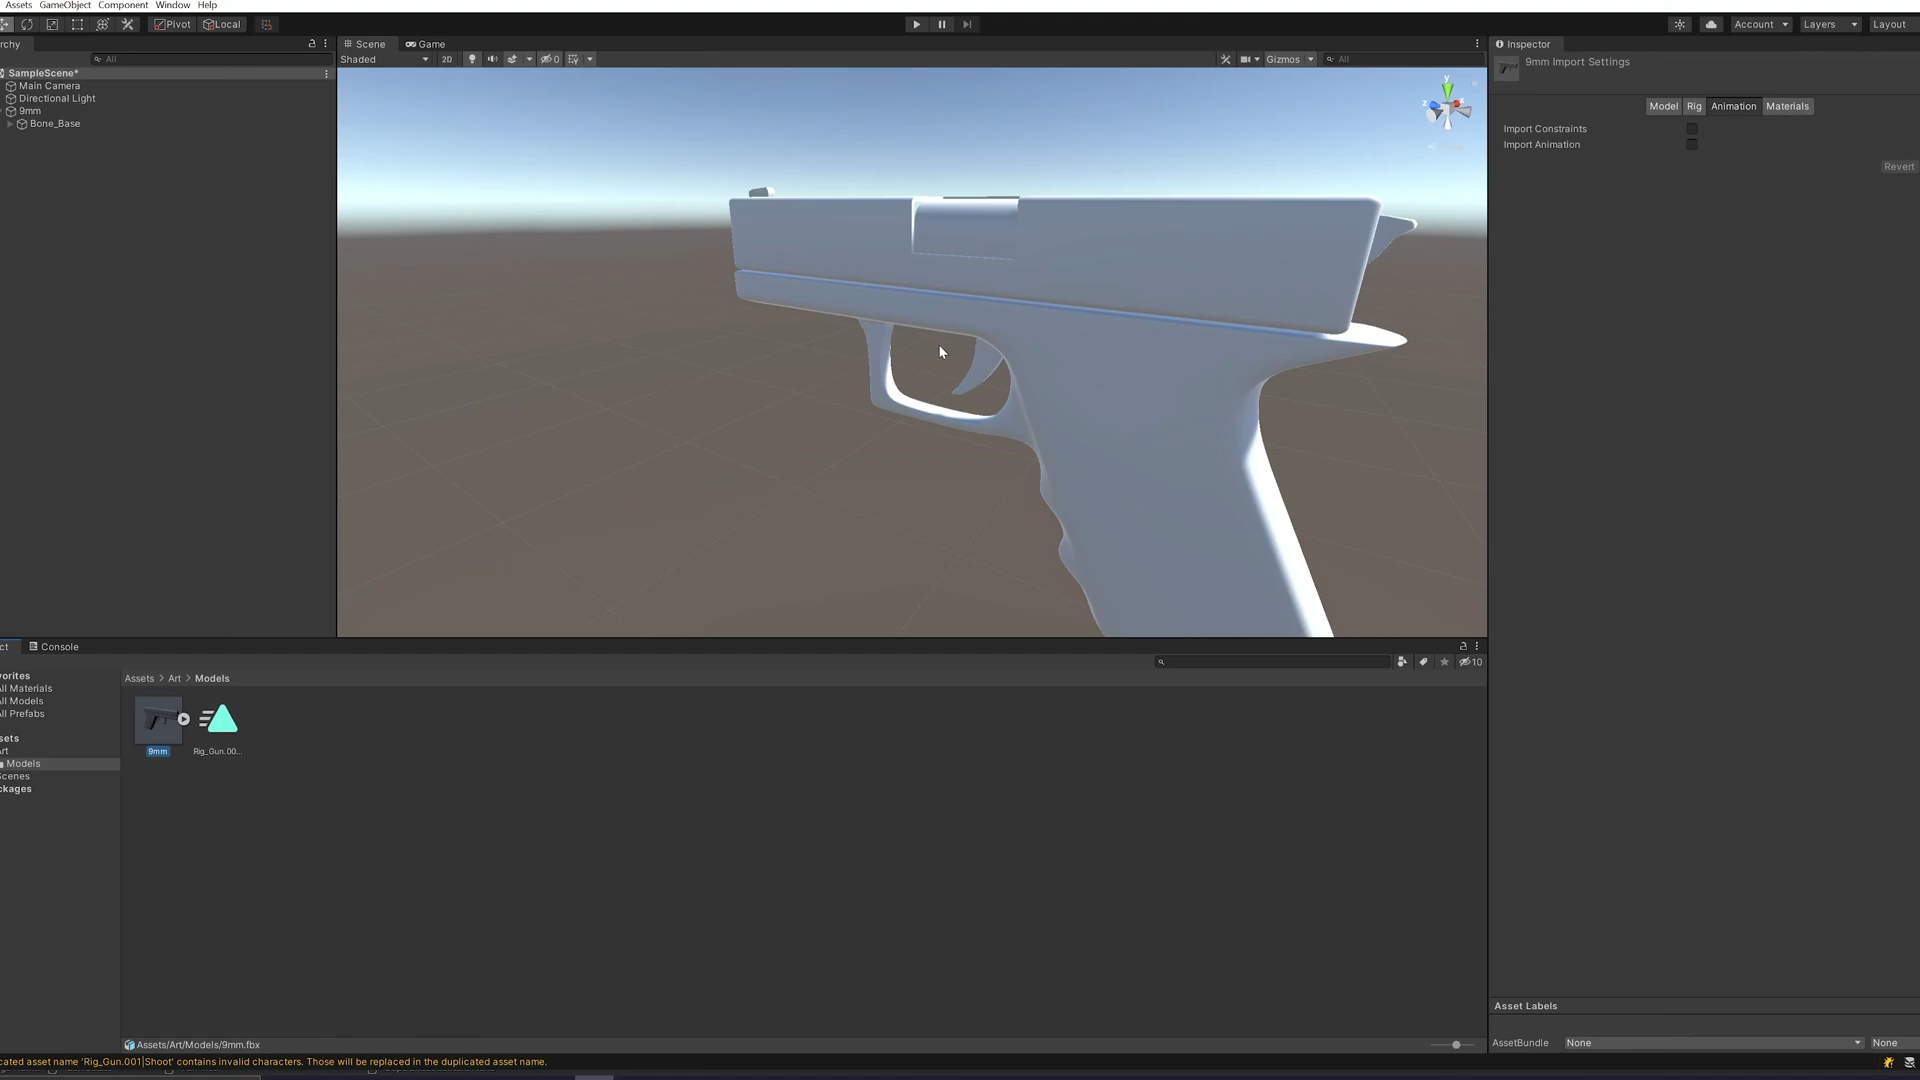 Assets GameObject Component Window Help
Pivot Local Account Layers Layout
rchy Scene Game Inspector
All Shaded 2D 0 Gizmos All 9mm Import Settings
SampleScene*
Main Camera
Directional Light
9mm
Bone_Base
y
x
z
Model Rig Animation Materials
Import Constraints
Import Animation
Revert
ct Console
10
vorites
ll Materials
ll Models
ll Prefabs
sets
rt
Models
cenes
ckages
Assets > Art > Models
9mm Rig_Gun.00...
Asset Labels
Assets/Art/Models/9mm.fbx AssetBundle None None
cated asset name 'Rig_Gun.001|Shoot' contains invalid characters. Those will be replaced in the duplicated asset name.